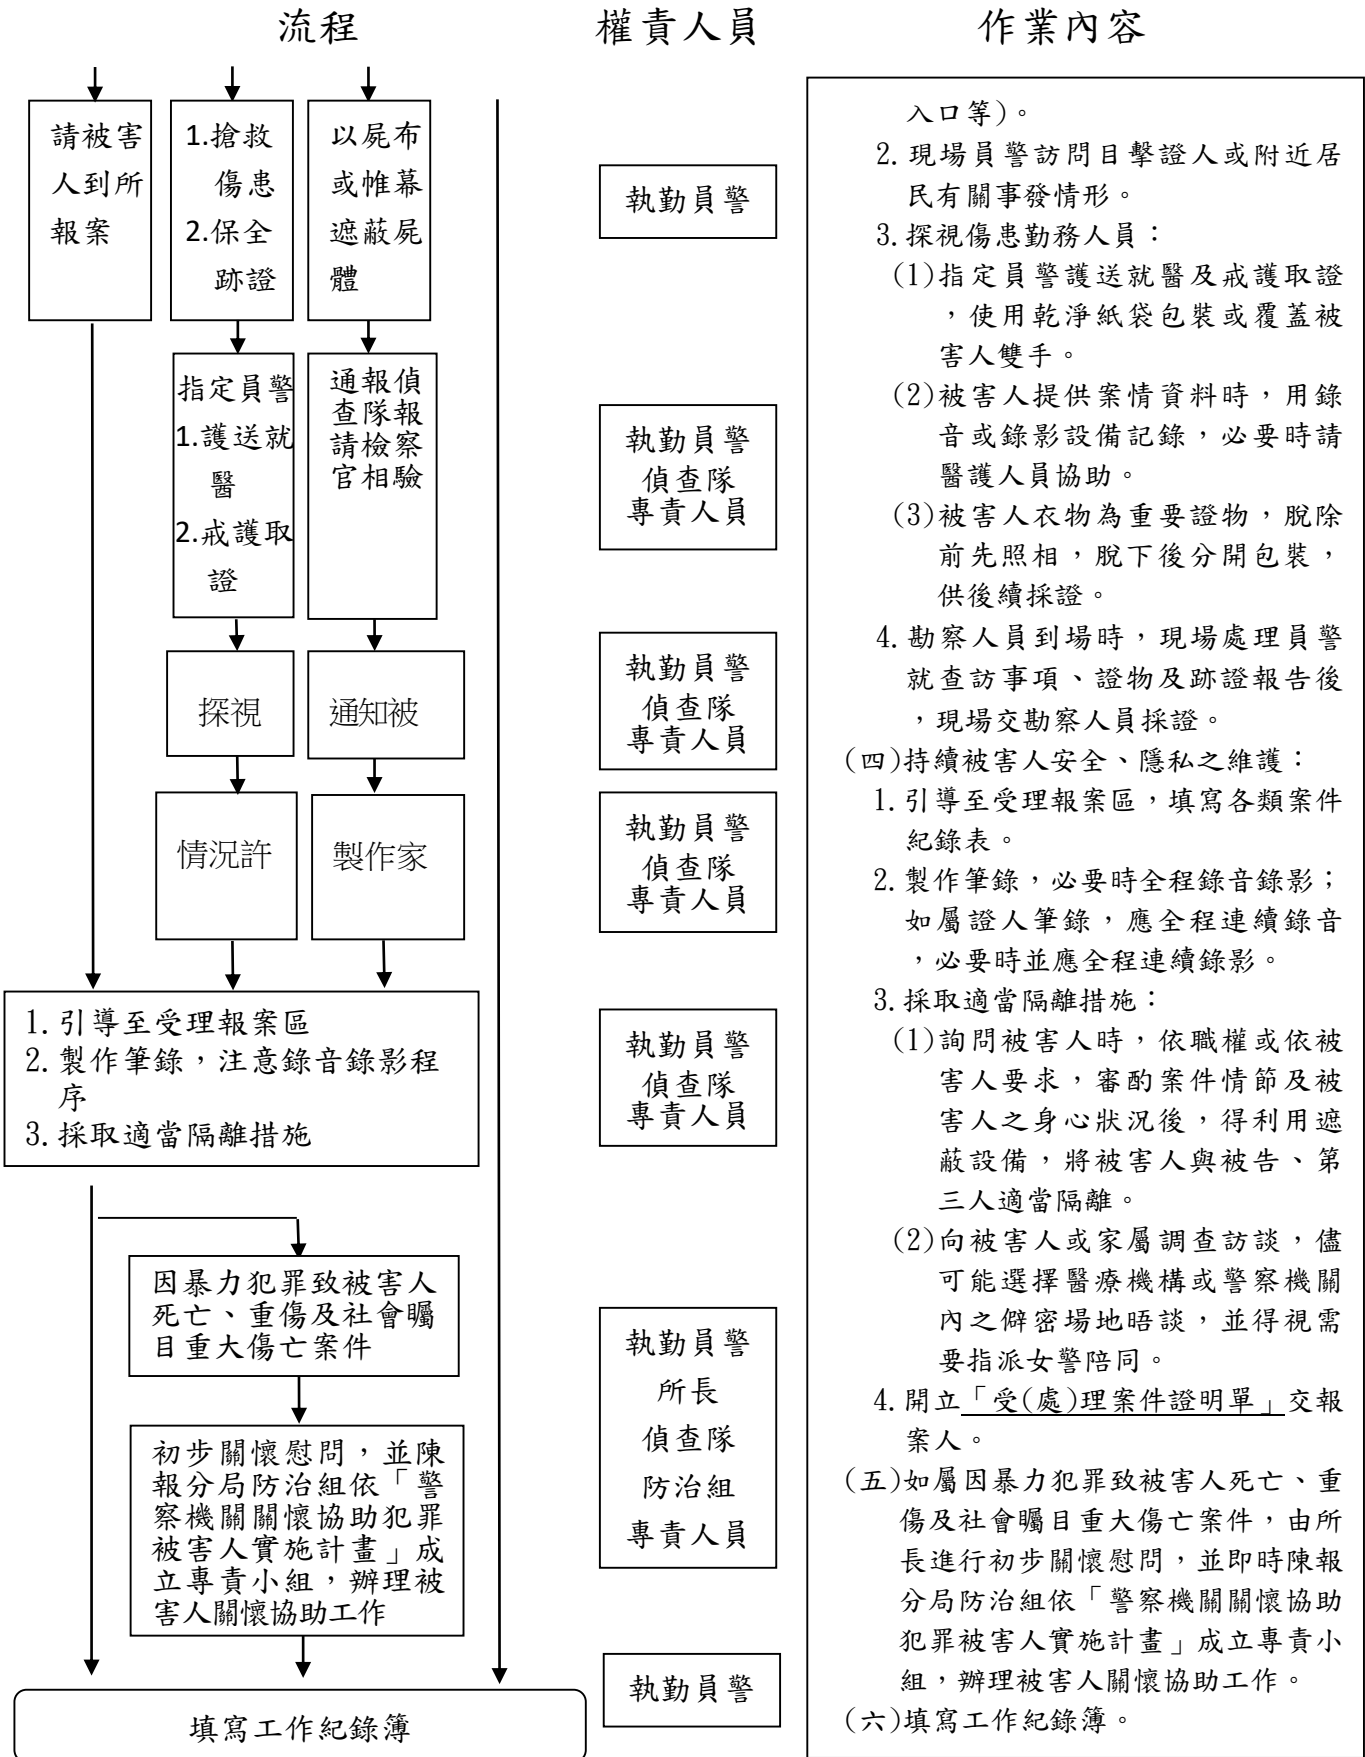 流程
權責人員
作業內容
請被害
人到所
報案
1.搶救
傷患
2.保全
跡證
以屍布
或帷幕
遮蔽屍
體
指定員警
1.護送就
醫
2.戒護取
證
通報偵
查隊報
請檢察
官相驗
探視
通知被
情況許
製作家
1.引導至受理報案區
2.製作筆錄，注意錄音錄影程
序
3.採取適當隔離措施
因暴力犯罪致被害人
死亡、重傷及社會矚
目重大傷亡案件
初步關懷慰問，並陳
報分局防治組依「警
察機關關懷協助犯罪
被害人實施計畫」成
立專責小組，辦理被
害人關懷協助工作
填寫工作紀錄簿
執勤員警
執勤員警
偵查隊
專責人員
執勤員警
偵查隊
專責人員
執勤員警
偵查隊
專責人員
執勤員警
偵查隊
專責人員
執勤員警
所長
偵查隊
防治組
專責人員
執勤員警
入口等)。
2.現場員警訪問目擊證人或附近居
民有關事發情形。
3.探視傷患勤務人員：
(1)指定員警護送就醫及戒護取證
，使用乾淨紙袋包裝或覆蓋被
害人雙手。
(2)被害人提供案情資料時，用錄
音或錄影設備記錄，必要時請
醫護人員協助。
(3)被害人衣物為重要證物，脫除
前先照相，脫下後分開包裝，
供後續採證。
4.勘察人員到場時，現場處理員警
就查訪事項、證物及跡證報告後
，現場交勘察人員採證。
(四)持續被害人安全、隱私之維護：
1.引導至受理報案區，填寫各類案件
紀錄表。
2.製作筆錄，必要時全程錄音錄影；
如屬證人筆錄，應全程連續錄音
，必要時並應全程連續錄影。
3.採取適當隔離措施：
(1)詢問被害人時，依職權或依被
害人要求，審酌案件情節及被
害人之身心狀況後，得利用遮
蔽設備，將被害人與被告、第
三人適當隔離。
(2)向被害人或家屬調查訪談，儘
可能選擇醫療機構或警察機關
內之僻密場地晤談，並得視需
要指派女警陪同。
4.開立「受(處)理案件證明單」交報
案人。
(五)如屬因暴力犯罪致被害人死亡、重
傷及社會矚目重大傷亡案件，由所
長進行初步關懷慰問，並即時陳報
分局防治組依「警察機關關懷協助
犯罪被害人實施計畫」成立專責小
組，辦理被害人關懷協助工作。
(六)填寫工作紀錄簿。